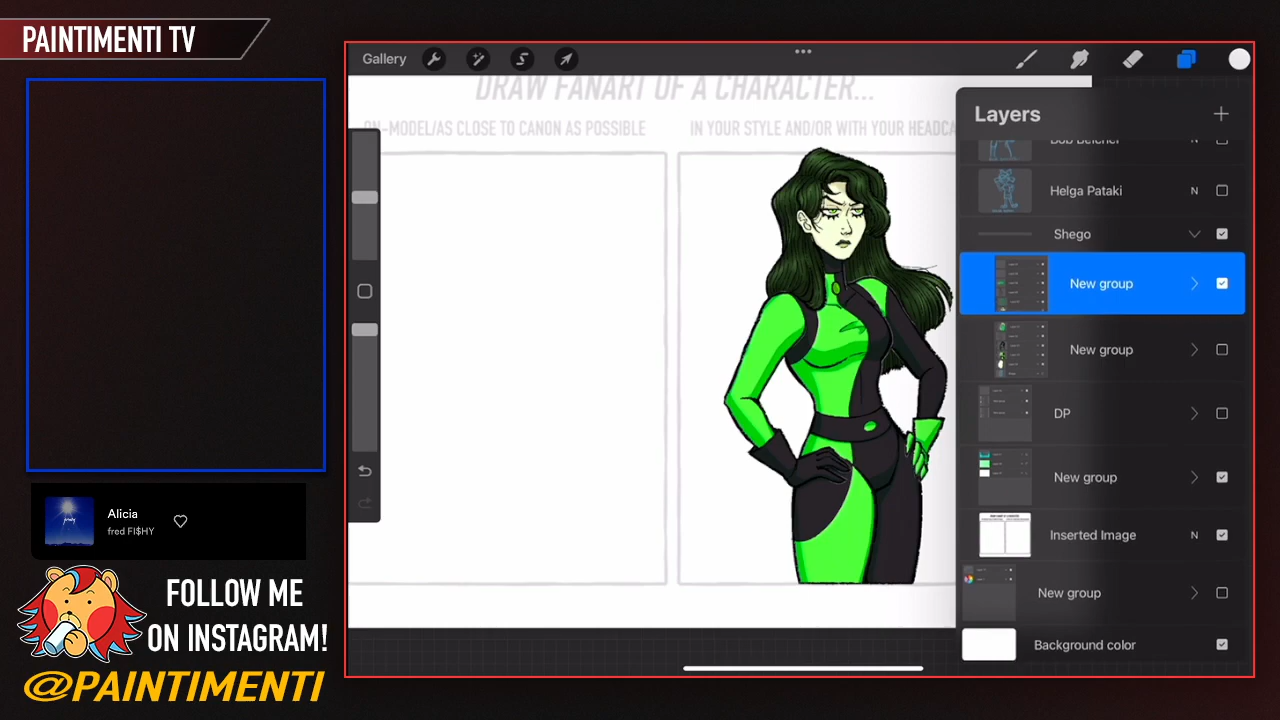 PAINTIMENTI TV
Gallery
DRAW FANART OF A CHARACTER...
ON-MODEL/AS CLOSE TO CANON AS POSSIBLE
IN YOUR STYLE AND/OR WITH YOUR HEADCA
Layers
Bob Belcher N
Helga Pataki N
Shego
New group
New group
DP
New group
Inserted Image N
New group
Background color
Alicia
fred FI$HY
FOLLOW ME
ON INSTAGRAM!
@PAINTIMENTI